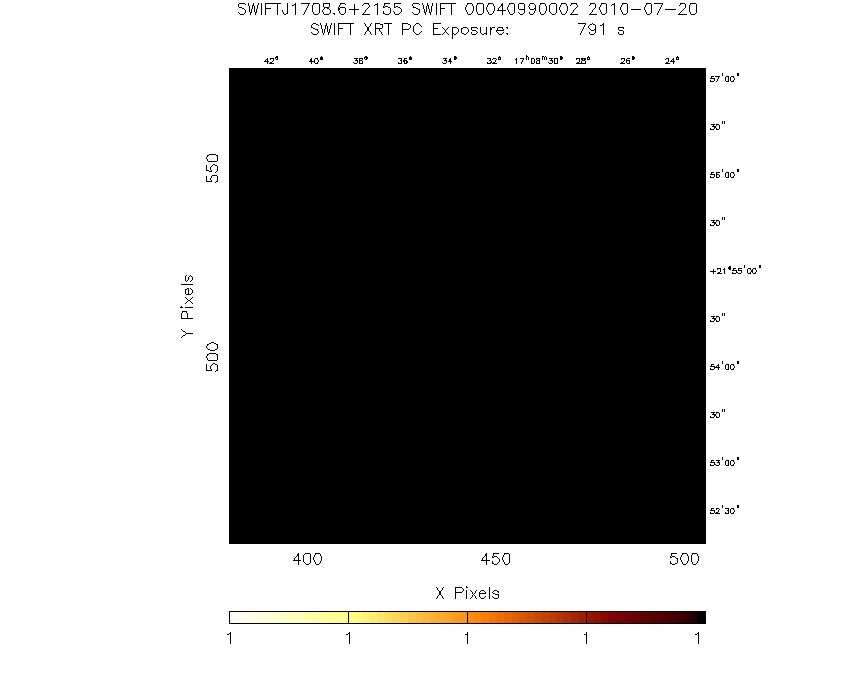 SWIFTJ1708.6+2155 SWIFT 00040990002 2010-07-20
SWIFT XRT PC Exposure: 791 s
42ˢ 40ˢ 38ˢ 36ˢ 34ˢ 32ˢ 17ʰ08ᵐ30ˢ 28ˢ 26ˢ 24ˢ
57'00"
30"
56'00"
30"
+21°55'00"
30"
54'00"
30"
53'00"
52'30"
550
500
Y Pixels
400 450 500
X Pixels
1 1 1 1 1